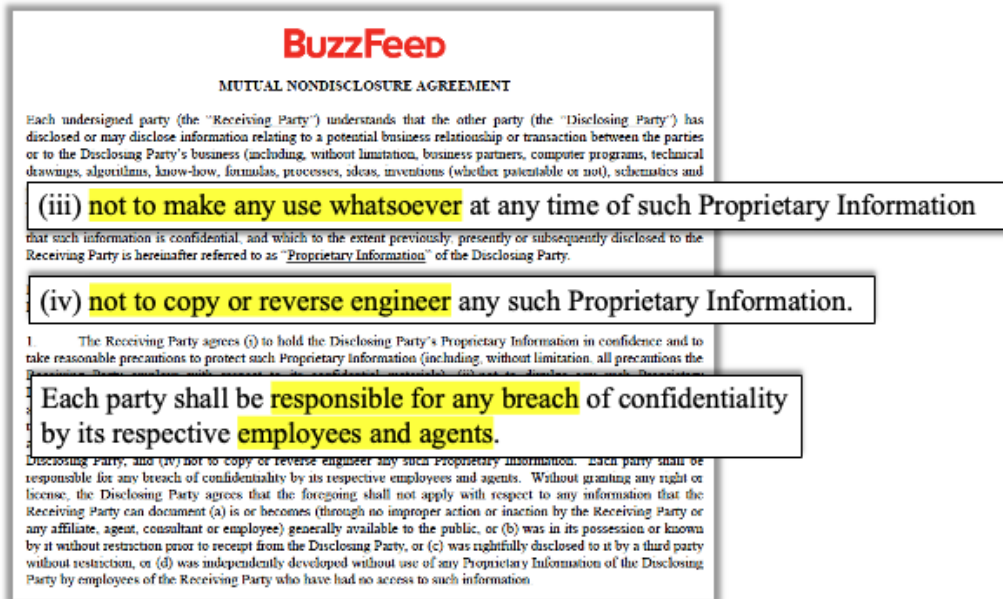 BuzzFeed
MUTUAL NONDISCLOSURE AGREEMENT
Each undersigned party (the "Receiving Party") understands that the other party (the "Disclosing Party") has
disclosed or may disclose information relating to a potential business relationship or transaction between the parties
or to the Disclosing Party's business (including, without limitation, business partners, computer programs, technical
drawings, algorithms, know-how, formulas, processes, ideas, inventions (whether patentable or not), schematics and
(iii) not to make any use whatsoever at any time of such Proprietary Information
that such information is confidential, and which to the extent previously, presently or subsequently disclosed to the
Receiving Party is hereinafter referred to as "Proprietary Information" of the Disclosing Party.
(iv) not to copy or reverse engineer any such Proprietary Information.
1. The Receiving Party agrees (i) to hold the Disclosing Party's Proprietary Information in confidence and to
take reasonable precautions to protect such Proprietary Information (including, without limitation, all precautions the
Each party shall be responsible for any breach of confidentiality
by its respective employees and agents.
Disclosing Party, and (iv) not to copy or reverse engineer any such Proprietary Information. Each party shall be
responsible for any breach of confidentiality by its respective employees and agents. Without granting any right or
license, the Disclosing Party agrees that the foregoing shall not apply with respect to any information that the
Receiving Party can document (a) is or becomes (through no improper action or inaction by the Receiving Party or
any affiliate, agent, consultant or employee) generally available to the public, or (b) was in its possession or known
by it without restriction prior to receipt from the Disclosing Party, or (c) was rightfully disclosed to it by a third party
without restriction, or (d) was independently developed without use of any Proprietary Information of the Disclosing
Party by employees of the Receiving Party who have had no access to such information